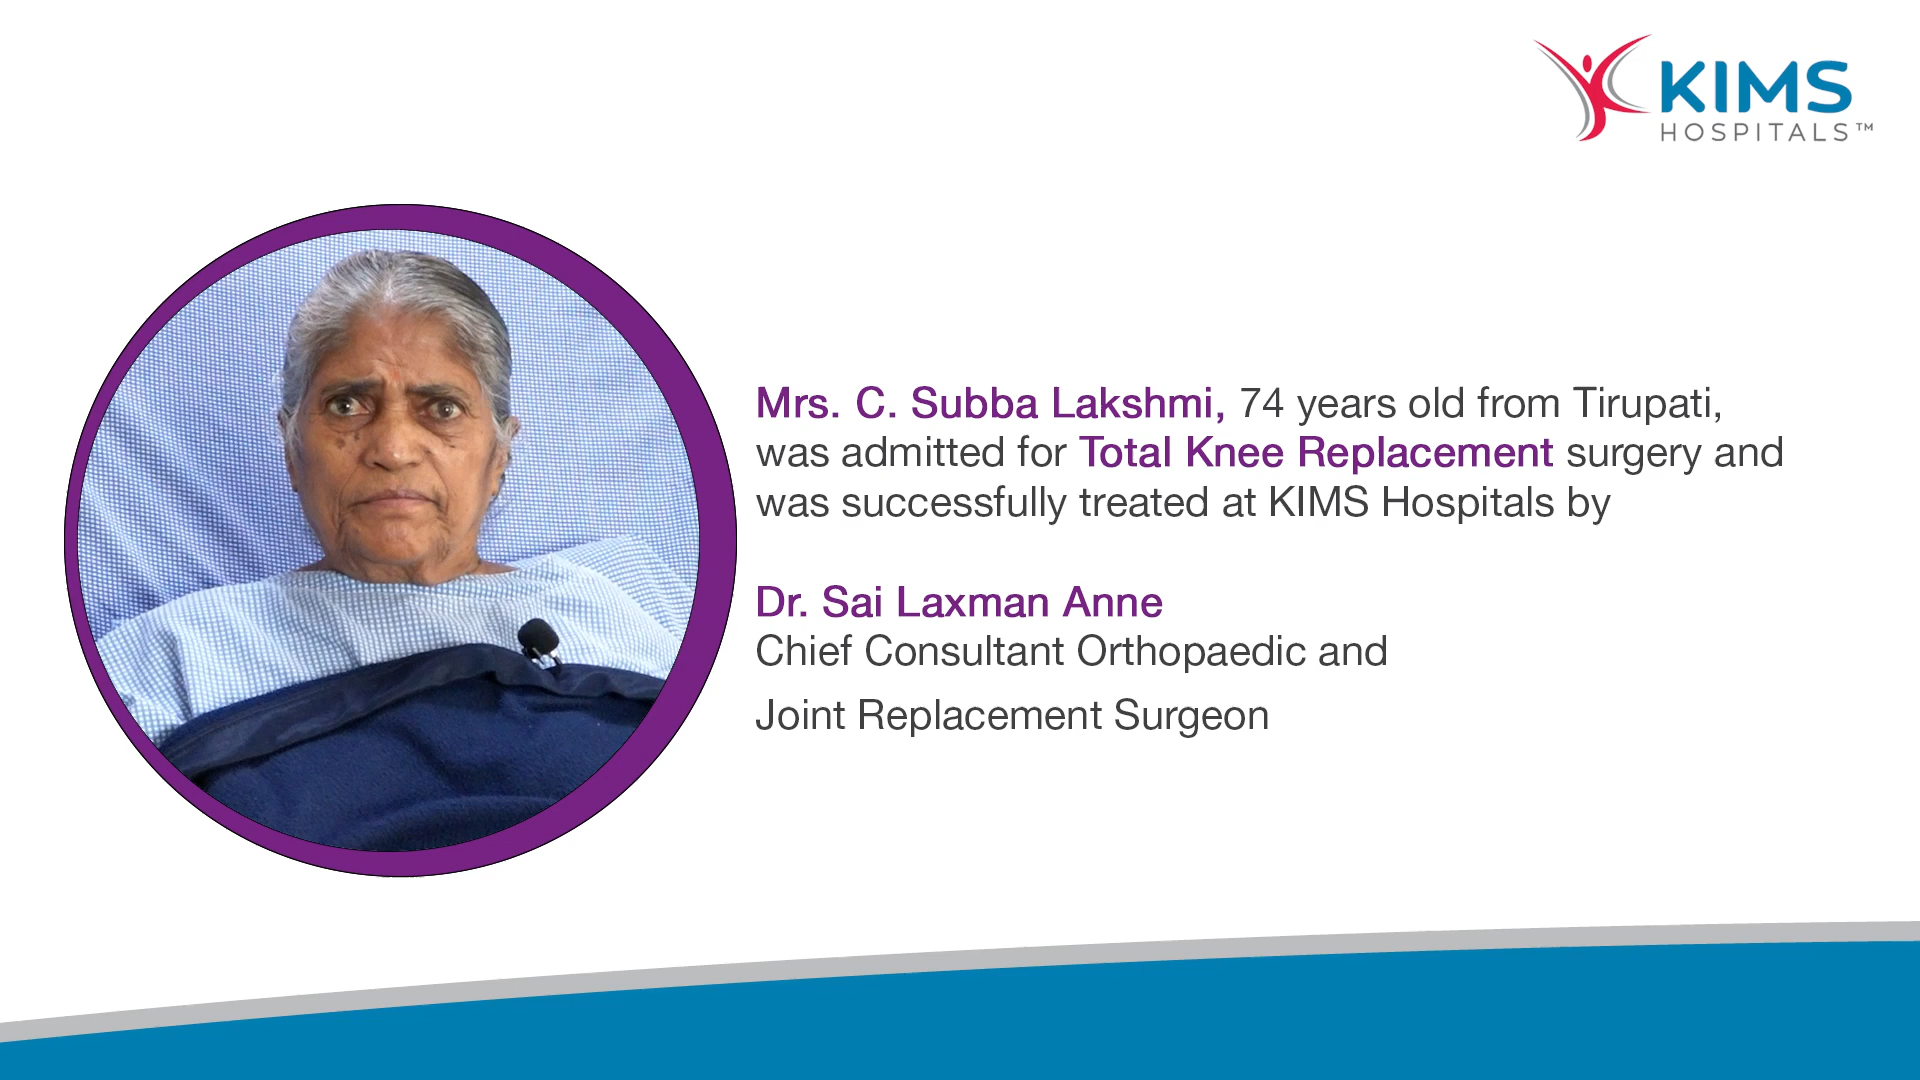 KIMS
HOSPITALS™
Mrs. C. Subba Lakshmi, 74 years old from Tirupati,
was admitted for Total Knee Replacement surgery and
was successfully treated at KIMS Hospitals by
Dr. Sai Laxman Anne
Chief Consultant Orthopaedic and
Joint Replacement Surgeon